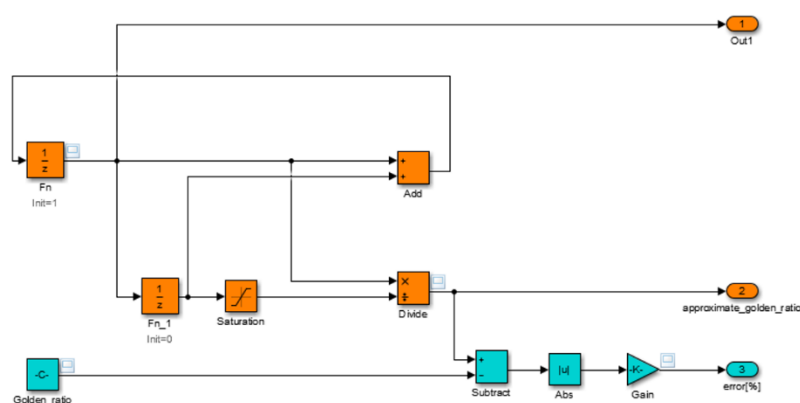 1
Out1
1
z
Fn
Init=1
+
+
Add
1
z
Fn_1
Init=0
Saturation
×
÷
Divide
2
approximate_golden_ratio
-C-
Golden_ratio
+
−
Subtract
|u|
Abs
-K-
Gain
3
error[%]